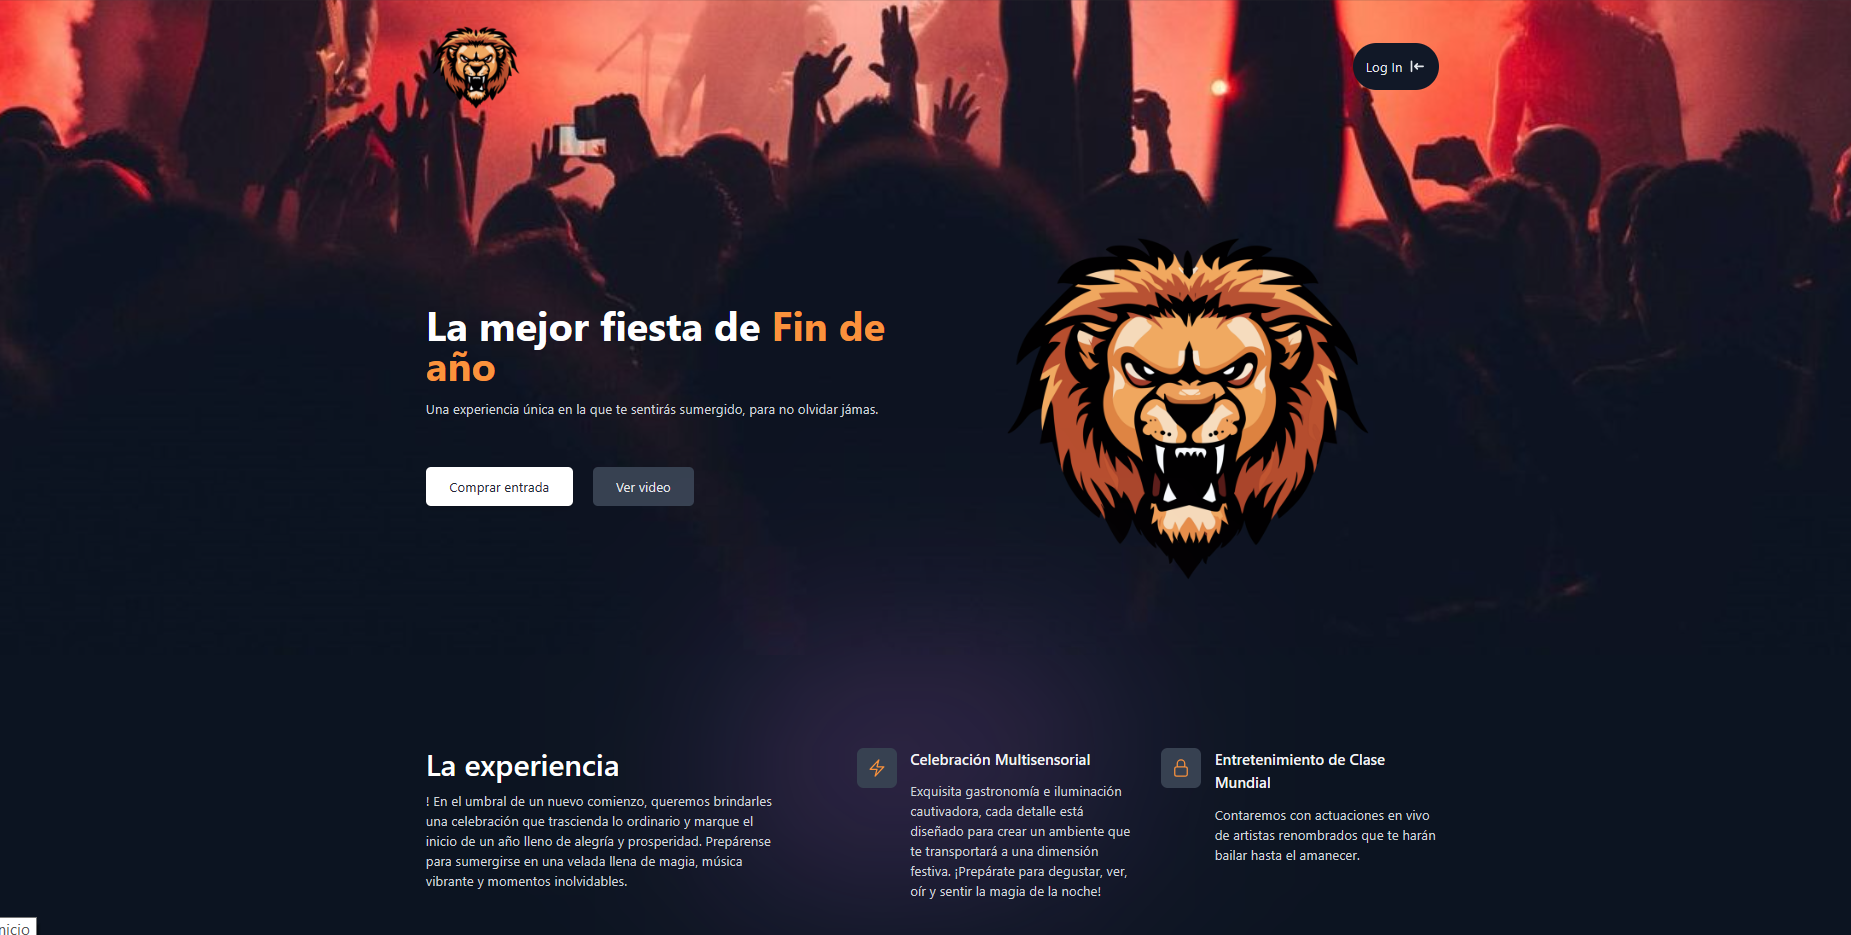 Log In
La mejor fiesta de Fin de
año
Una experiencia única en la que te sentirás sumergido, para no olvidar jámas.
Comprar entrada
Ver video
La experiencia
! En el umbral de un nuevo comienzo, queremos brindarles
una celebración que trascienda lo ordinario y marque el
inicio de un año lleno de alegría y prosperidad. Prepárense
para sumergirse en una velada llena de magia, música
vibrante y momentos inolvidables.
Celebración Multisensorial
Exquisita gastronomía e iluminación
cautivadora, cada detalle está
diseñado para crear un ambiente que
te transportará a una dimensión
festiva. ¡Prepárate para degustar, ver,
oír y sentir la magia de la noche!
Entretenimiento de Clase
Mundial
Contaremos con actuaciones en vivo
de artistas renombrados que te harán
bailar hasta el amanecer.
nicio